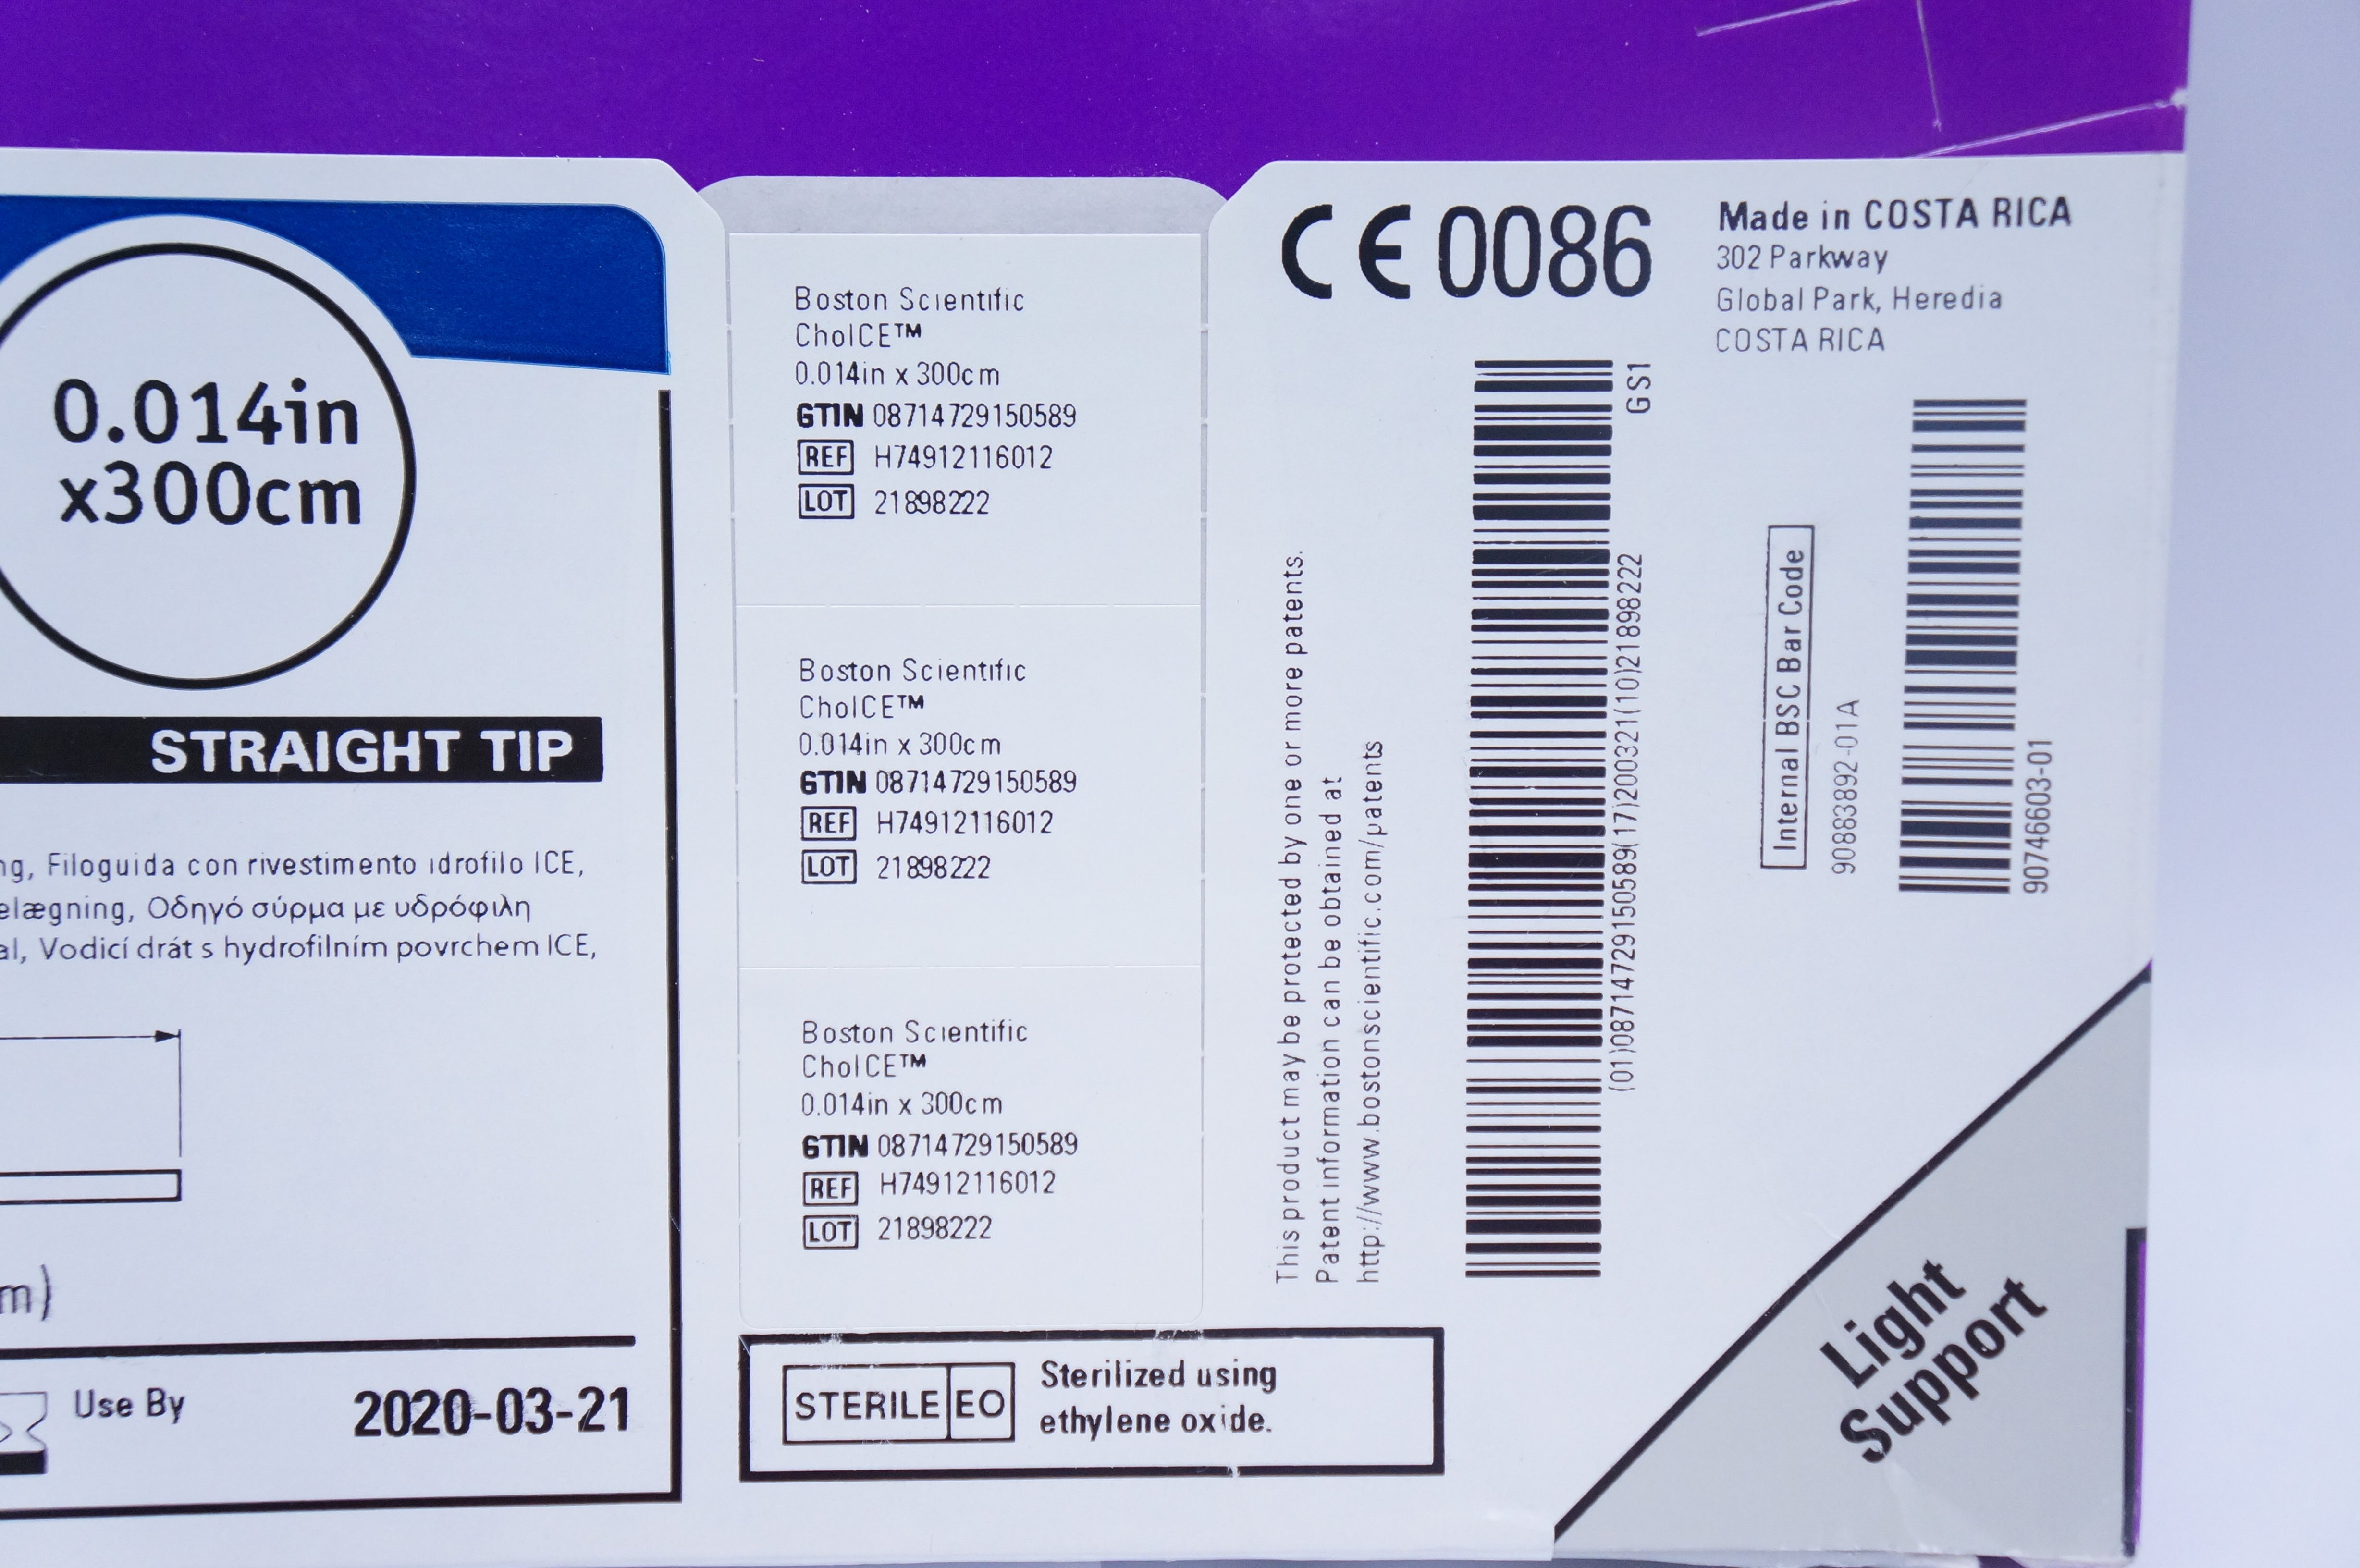 0.014in
x300cm
STRAIGHT TIP
Filoguida con rivestimento idrofilo ICE,
Οδηγό σύρμα με υδρόφιλη
Vodicí drát s hydrofilním povrchem ICE,
Use By 2020-03-21
Boston Scientific
ChoICE™
0.014in x 300cm
GTIN 08714729150589
REF H74912116012
LOT 21898222
Boston Scientific
ChoICE™
0.014in x 300cm
GTIN 08714729150589
REF H74912116012
LOT 21898222
Boston Scientific
ChoICE™
0.014in x 300cm
GTIN 08714729150589
REF H74912116012
LOT 21898222
STERILE EO
Sterilized using
ethylene oxide.
CE 0086
Made in COSTA RICA
302 Parkway
Global Park, Heredia
COSTA RICA
This product may be protected by one or more patents.
Patent information can be obtained at
http://www.bostonscientific.com/patents
GS1
(01)08714729150589(17)200321(10)21898222
Internal BSC Bar Code
90883892-01A
90746603-01
Light
Support